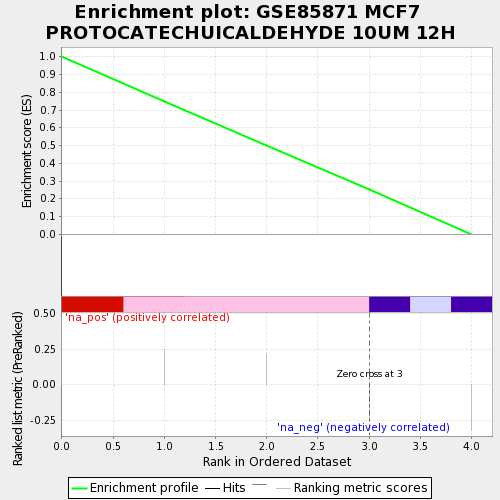 Enrichment plot: GSE85871 MCF7
PROTOCATECHUICALDEHYDE 10UM 12H
Enrichment score (ES)
1.0
0.9
0.8
0.7
0.6
0.5
0.4
0.3
0.2
0.1
0.0
Ranked list metric (PreRanked)
0.50
0.25
0.00
-0.25
'na_pos' (positively correlated)
Zero cross at 3
'na_neg' (negatively correlated)
0.0 0.5 1.0 1.5 2.0 2.5 3.0 3.5 4.0
Rank in Ordered Dataset
Enrichment profile Hits Ranking metric scores